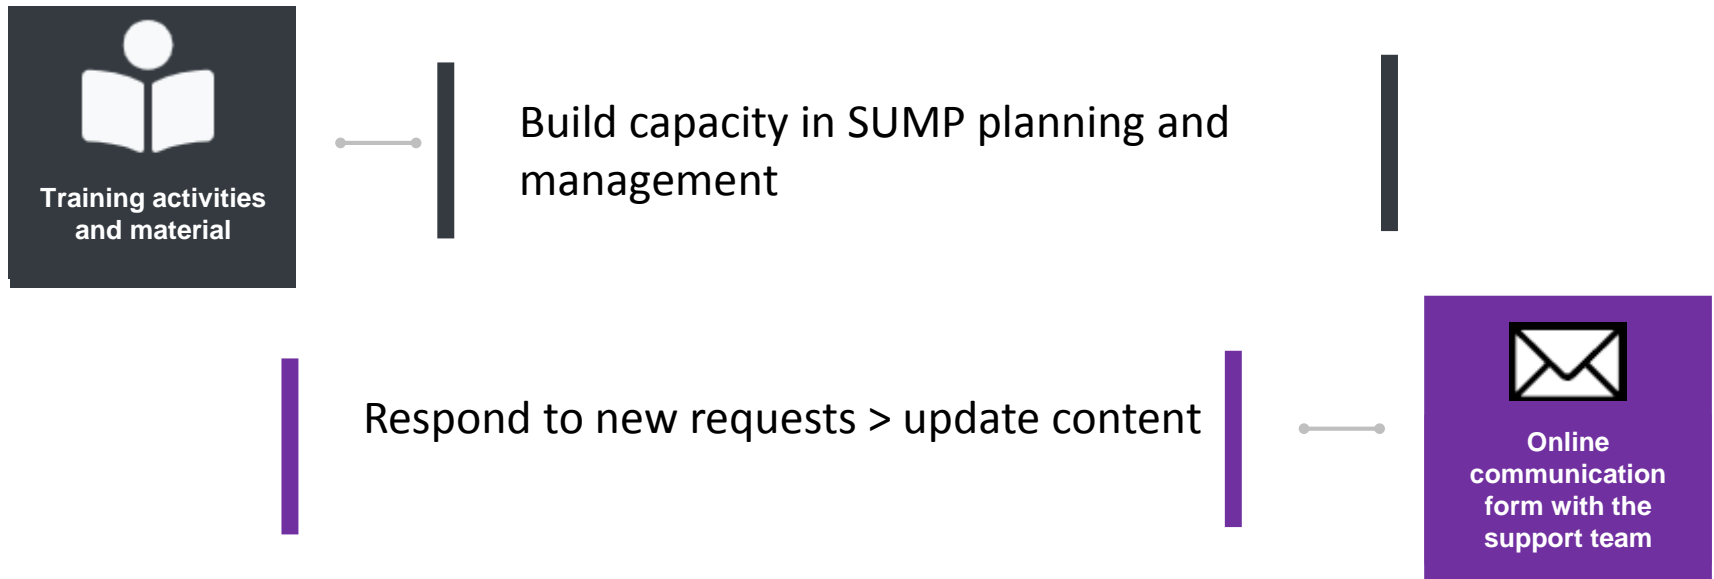 Training activities
and material
Build capacity in SUMP planning and
management
Respond to new requests > update content
Online
communication
form with the
support team